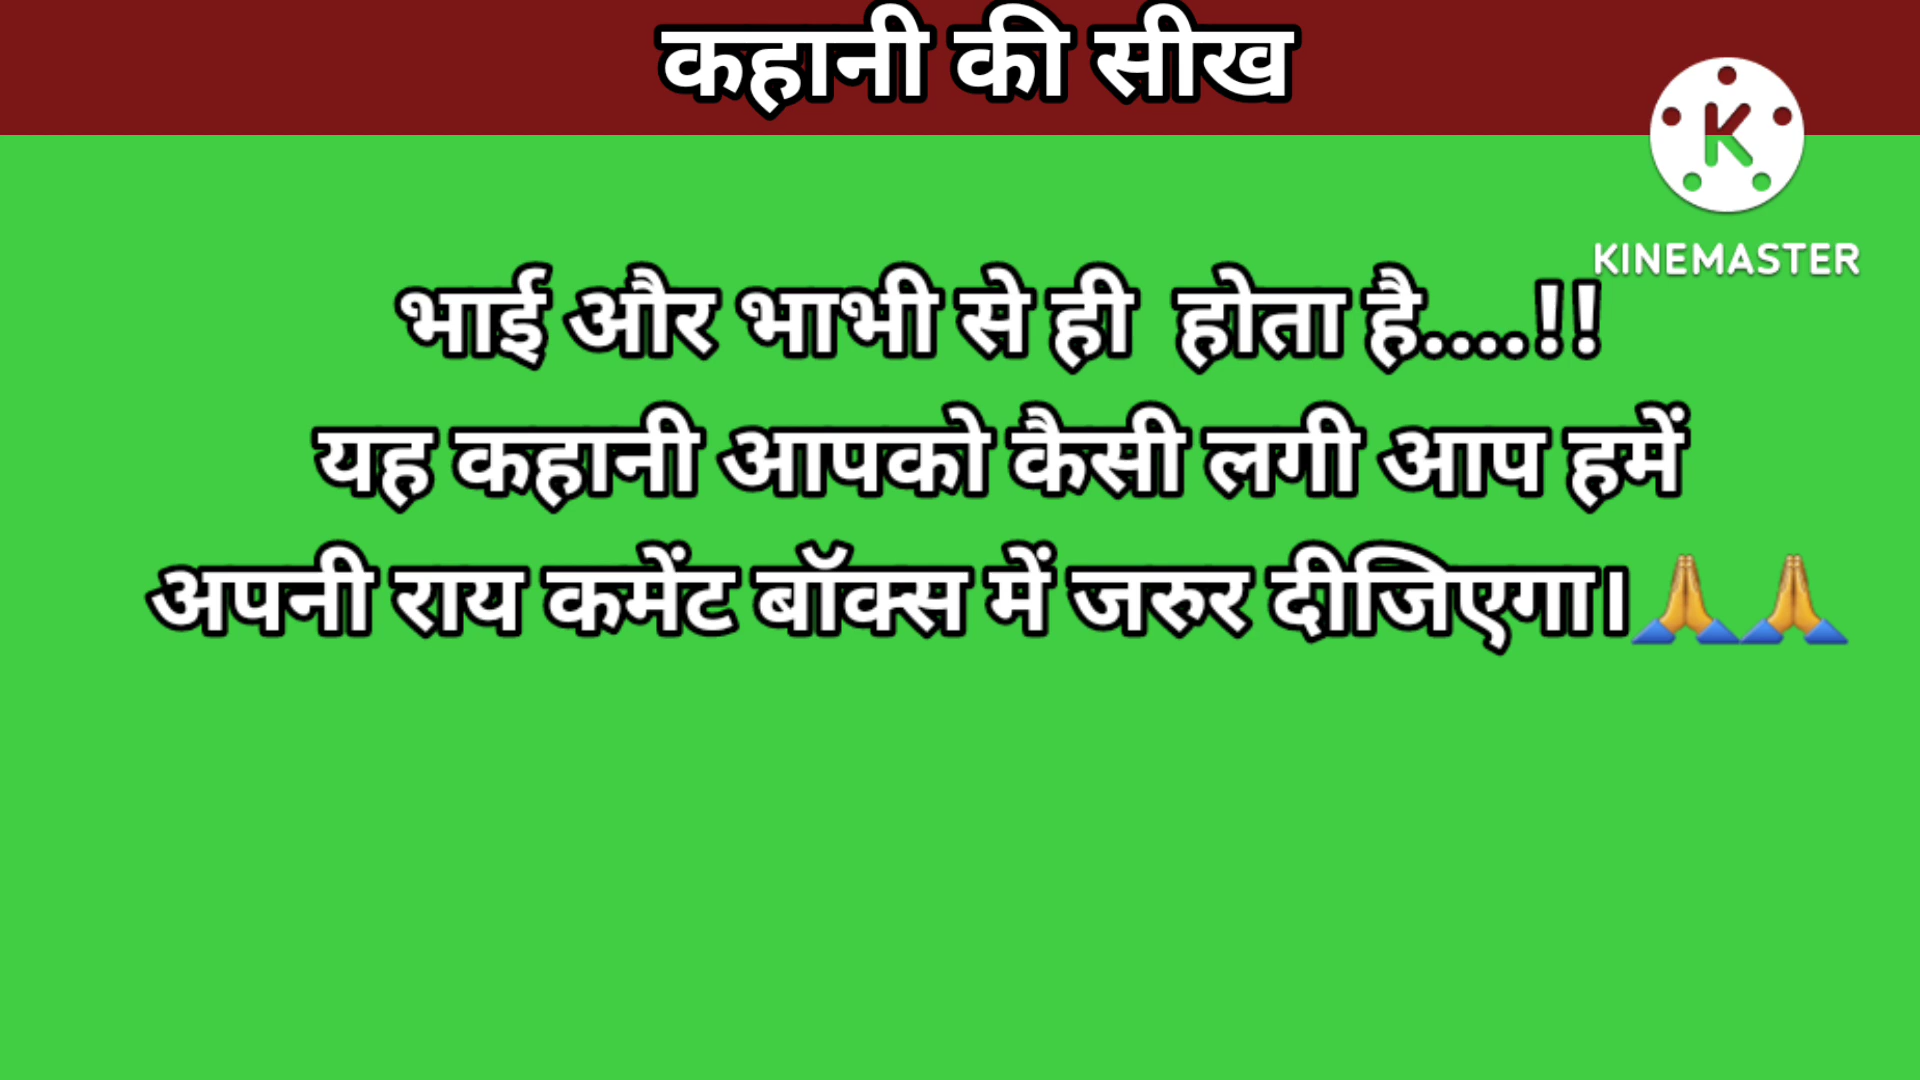 कहानी की सीख
KINEMASTER
भाई और भाभी से ही होता है....!!
यह कहानी आपको कैसी लगी आप हमें
अपनी राय कमेंट बॉक्स में जरुर दीजिएगा।🙏🙏